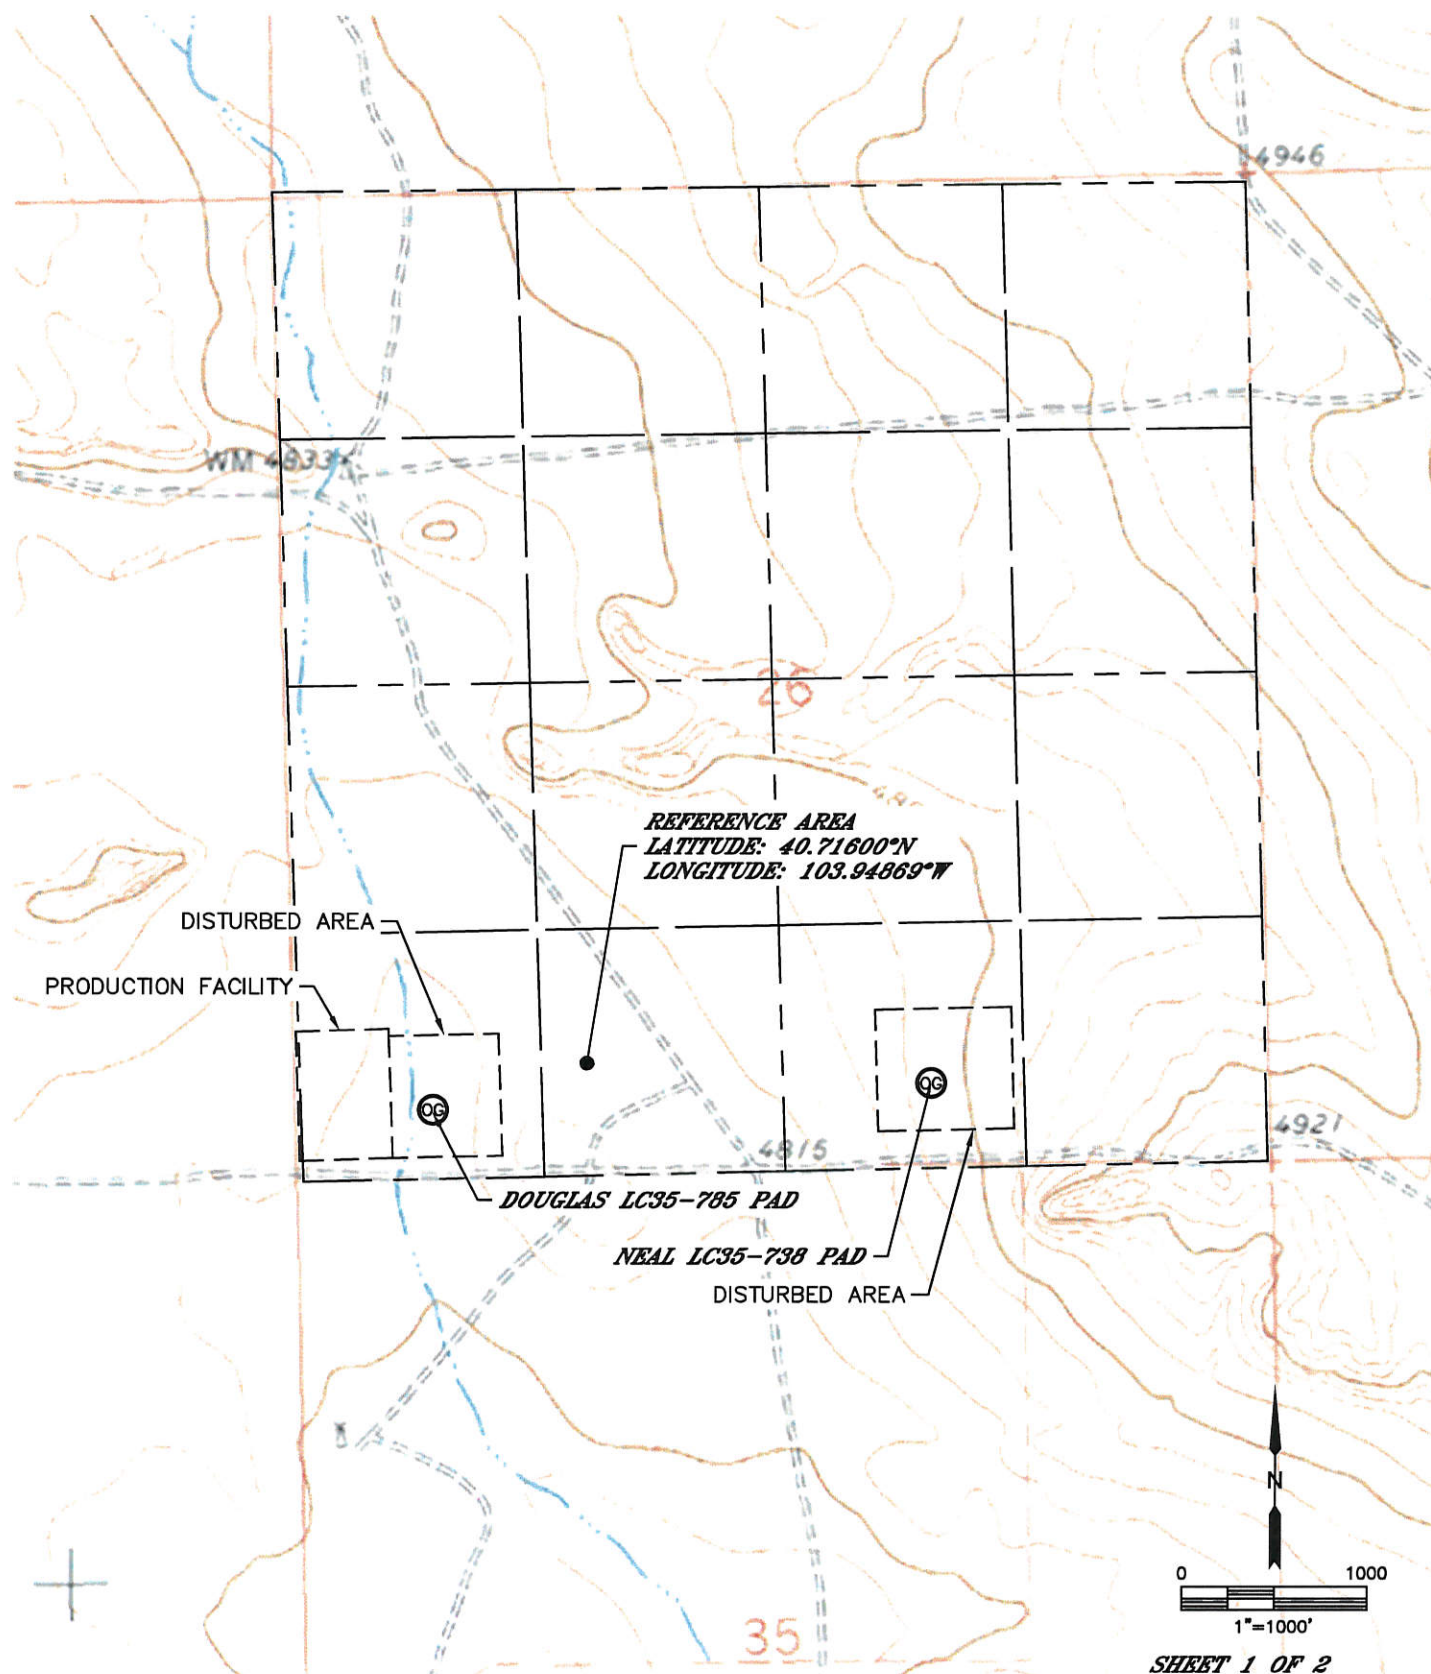 4946
WM 4833
26
REFERENCE AREA
LATITUDE: 40.71600°N
LONGITUDE: 103.94869°W
DISTURBED AREA
PRODUCTION FACILITY
OG
OG
4815
4921
DOUGLAS LC35-785 PAD
NEAL LC35-738 PAD
DISTURBED AREA
N
0 1000
1"=1000'
35
SHEET 1 OF 2